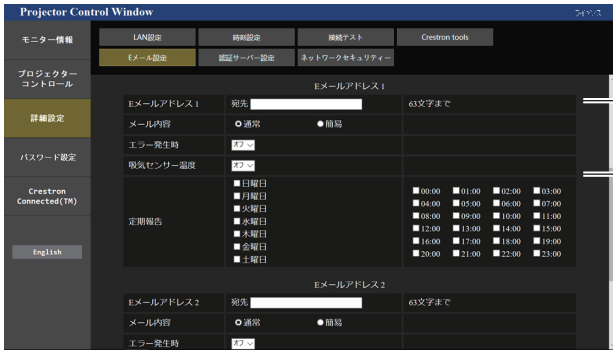 Projector Control Window
ライセンス
モニター情報
プロジェクター
コントロール
詳細設定
パスワード設定
Crestron
Connected(TM)
English
LAN設定 時刻設定 接続テスト Crestron tools
Eメール設定 認証サーバー設定 ネットワークセキュリティー
Eメールアドレス 1
Eメールアドレス 1 宛先 63文字まで
メール内容 通常 簡易
エラー発生時 オフ
吸気センサー温度 オフ
定期報告
日曜日
月曜日
火曜日
水曜日
木曜日
金曜日
土曜日
00:00 01:00 02:00 03:00
04:00 05:00 06:00 07:00
08:00 09:00 10:00 11:00
12:00 13:00 14:00 15:00
16:00 17:00 18:00 19:00
20:00 21:00 22:00 23:00
Eメールアドレス 2
Eメールアドレス 2 宛先 63文字まで
メール内容 通常 簡易
エラー発生時 オフ